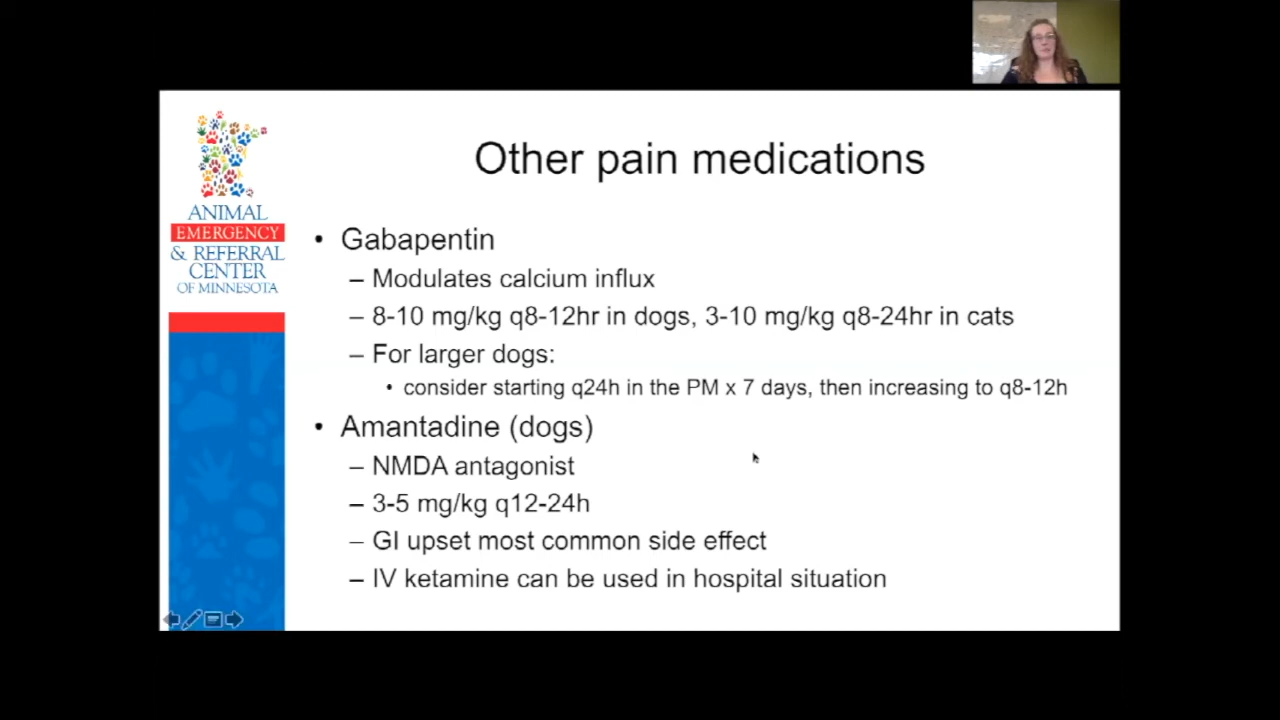 Other pain medications
ANIMAL
EMERGENCY
& REFERRAL
CENTER
OF MINNESOTA
• Gabapentin
– Modulates calcium influx
– 8-10 mg/kg q8-12hr in dogs, 3-10 mg/kg q8-24hr in cats
– For larger dogs:
• consider starting q24h in the PM x 7 days, then increasing to q8-12h
• Amantadine (dogs)
– NMDA antagonist
– 3-5 mg/kg q12-24h
– GI upset most common side effect
– IV ketamine can be used in hospital situation